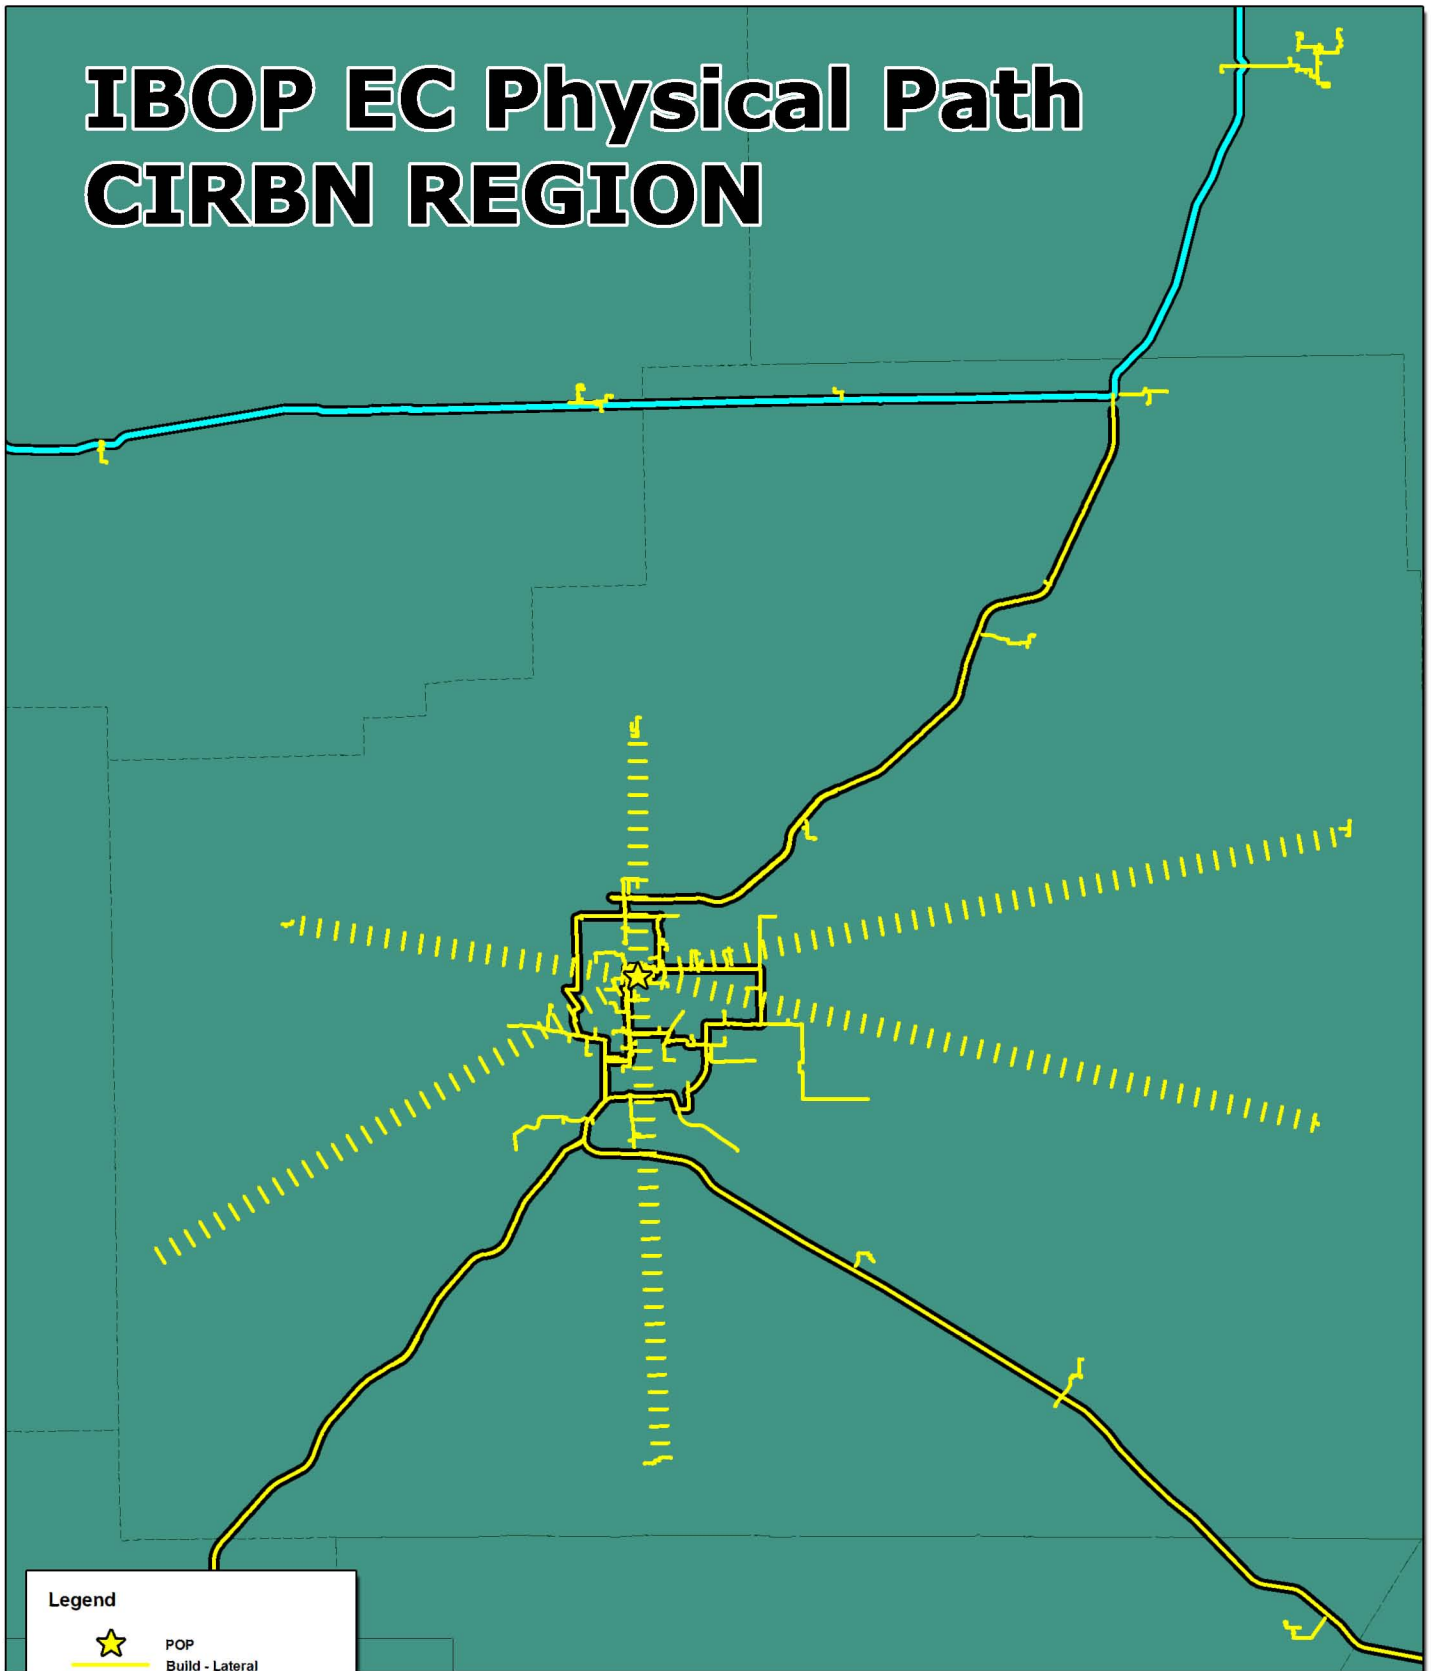 IBOP EC Physical Path
CIRBN REGION
Legend
POP
Build - Lateral